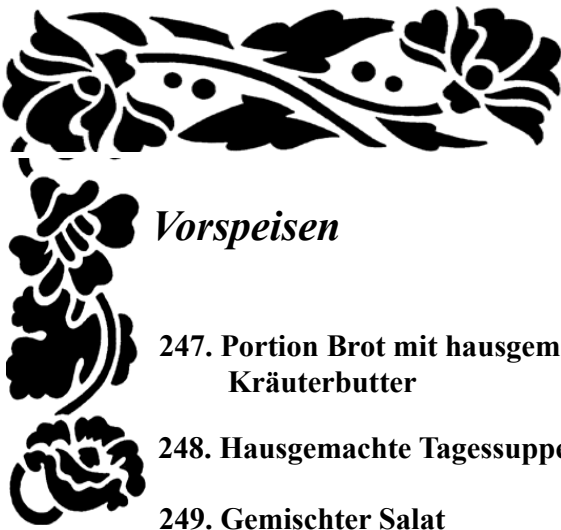 Vorspeisen
247. Portion Brot mit hausgem
Kräuterbutter
248. Hausgemachte Tagessuppe
249. Gemischter Salat